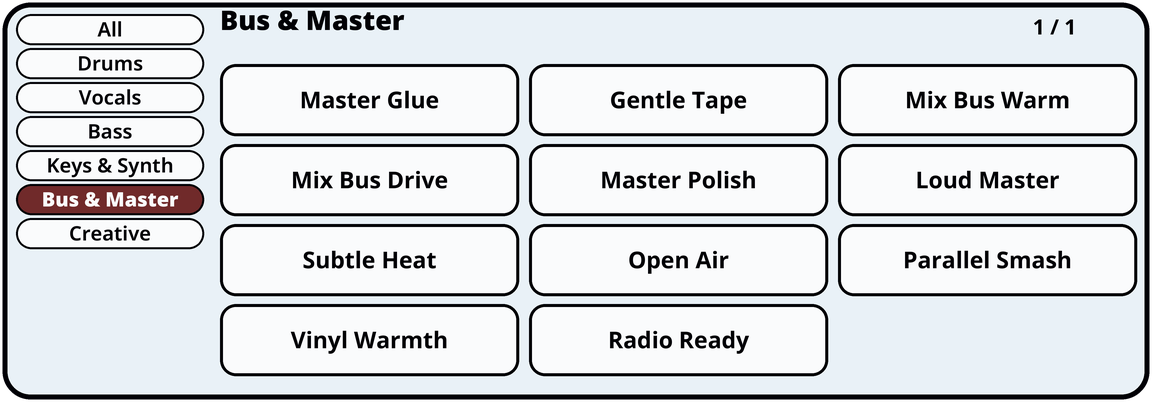 All
Drums
Vocals
Bass
Keys & Synth
Bus & Master
Creative
Bus & Master
1 / 1
Master Glue
Gentle Tape
Mix Bus Warm
Mix Bus Drive
Master Polish
Loud Master
Subtle Heat
Open Air
Parallel Smash
Vinyl Warmth
Radio Ready